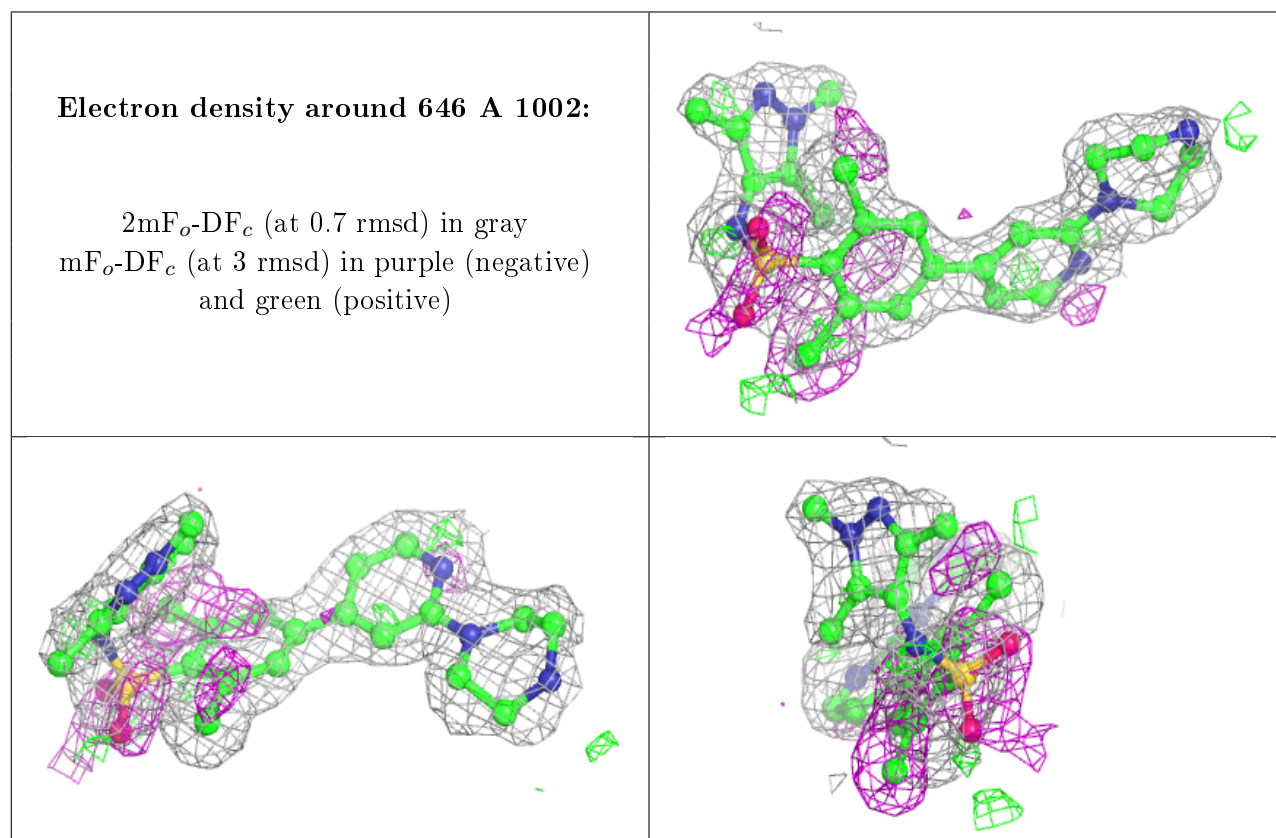 Electron density around 646 A 1002:
2mFo-DFc (at 0.7 rmsd) in gray
mFo-DFc (at 3 rmsd) in purple (negative)
and green (positive)